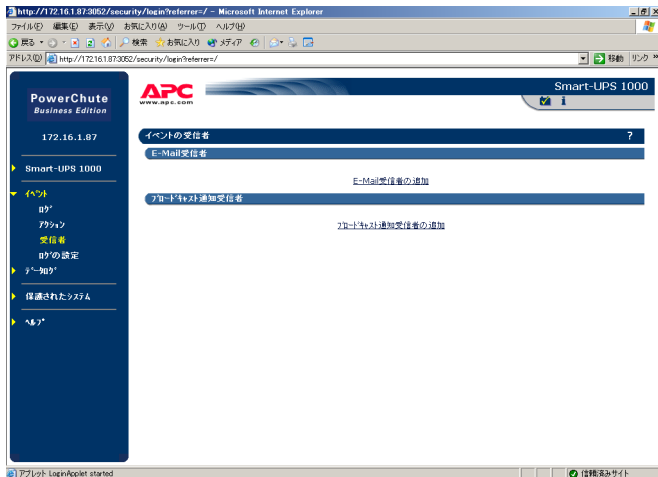 http://172.16.1.87:3052/security/login?referrer=/ - Microsoft Internet Explorer
ファイル(F) 編集(E) 表示(V) お気に入り(A) ツール(T) ヘルプ(H)
戻る 検索 お気に入り メディア
アドレス(D) http://172.16.1.87:3052/security/login?referrer=/ 移動 リンク »
PowerChute
Business Edition
172.16.1.87
Smart-UPS 1000
イベント
ログ
アクション
受信者
ログの設定
データログ
保護されたシステム
ヘルプ
APC
www.apc.com
Smart-UPS 1000
i
イベントの受信者 ?
E-Mail受信者
E-Mail受信者の追加
ブロードキャスト通知受信者
ブロードキャスト通知受信者の追加
アプレット LoginApplet started 信頼済みサイト